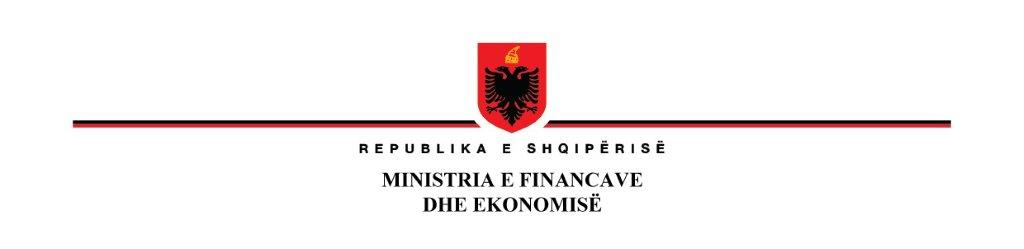 REPUBLIKA E SHQIPËRISË
MINISTRIA E FINANCAVE
DHE EKONOMISË